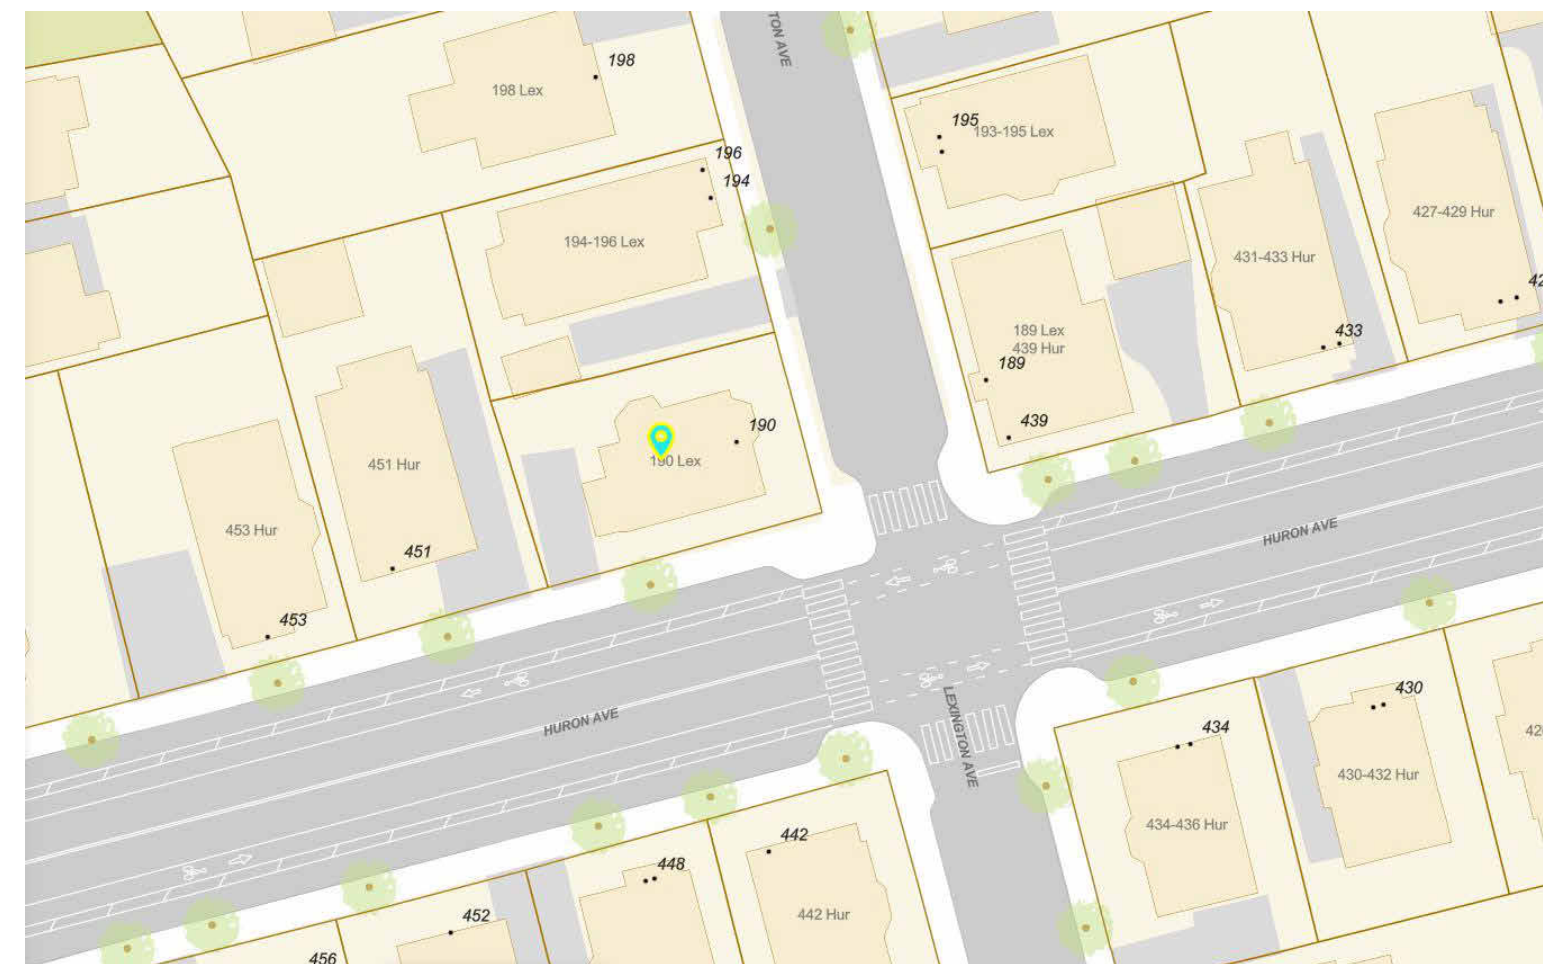 TON AVE
198
198 Lex
195
193-195 Lex
196
194
194-196 Lex
427-429 Hur
431-433 Hur
42
189 Lex
439 Hur
433
189
439
190
190 Lex
451 Hur
453 Hur
451
453
HURON AVE
HURON AVE
LEXINGTON AVE
430
434
430-432 Hur
420
434-436 Hur
442
448
442 Hur
452
456